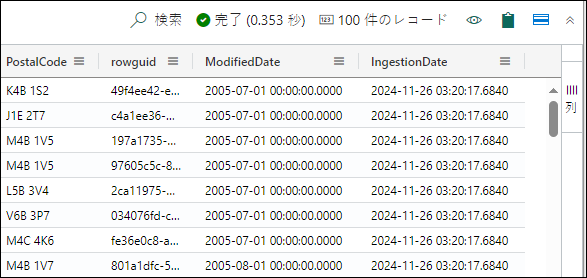 検索 完了 (0.353 秒) 100 件のレコード
PostalCode rowguid ModifiedDate IngestionDate
K4B 1S2 49f4ee42-e... 2005-07-01 00:00:00.0000 2024-11-26 03:20:17.6840
J1E 2T7 c4a1ee36-... 2005-07-01 00:00:00.0000 2024-11-26 03:20:17.6840
M4B 1V5 197a1735-... 2005-07-01 00:00:00.0000 2024-11-26 03:20:17.6840
M4B 1V5 97605c5c-8... 2005-07-01 00:00:00.0000 2024-11-26 03:20:17.6840
L5B 3V4 2ca11975-... 2005-07-01 00:00:00.0000 2024-11-26 03:20:17.6840
V6B 3P7 034076fd-c... 2005-07-01 00:00:00.0000 2024-11-26 03:20:17.6840
M4C 4K6 fe36e0c8-a... 2005-07-01 00:00:00.0000 2024-11-26 03:20:17.6840
M4B 1V7 801a1dfc-5... 2005-08-01 00:00:00.0000 2024-11-26 03:20:17.6840
列